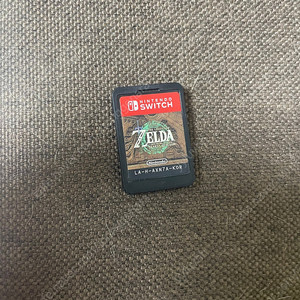 NINTENDO
SWITCH
ZELDA
Nintendo
LA-H-AXN7A-KOR